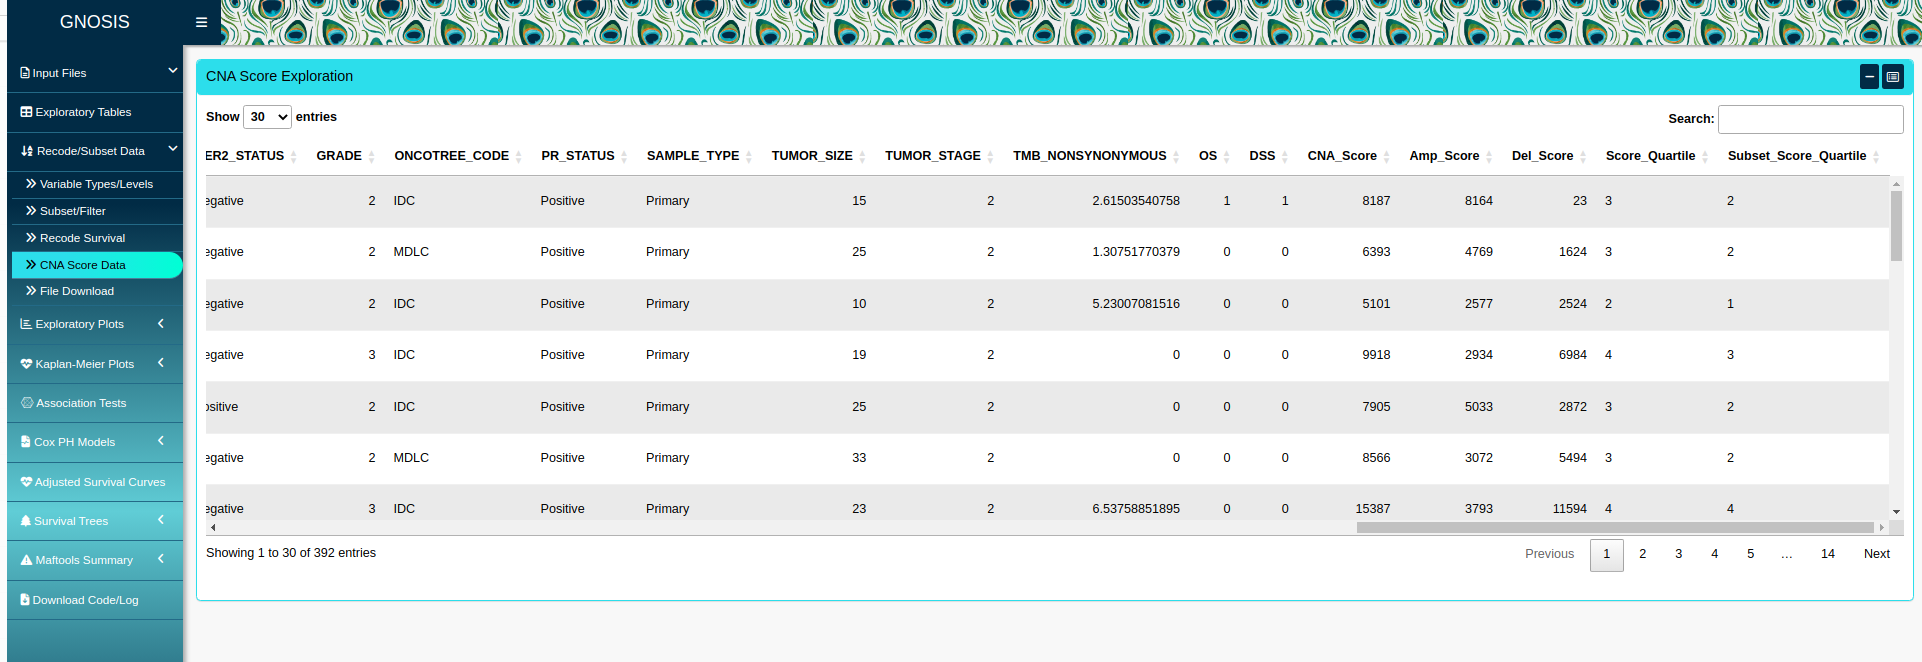 GNOSIS
Input Files
Exploratory Tables
Recode/Subset Data
Variable Types/Levels
Subset/Filter
Recode Survival
CNA Score Data
File Download
Exploratory Plots
Kaplan-Meier Plots
Association Tests
Cox PH Models
Adjusted Survival Curves
Survival Trees
Maftools Summary
Download Code/Log
CNA Score Exploration
Show 30 entries
Search:
ER2_STATUS GRADE ONCOTREE_CODE PR_STATUS SAMPLE_TYPE TUMOR_SIZE TUMOR_STAGE TMB_NONSYNONYMOUS OS DSS CNA_Score Amp_Score Del_Score Score_Quartile Subset_Score_Quartile
egative 2 IDC Positive Primary 15 2 2.61503540758 1 1 8187 8164 23 3 2
egative 2 MDLC Positive Primary 25 2 1.30751770379 0 0 6393 4769 1624 3 2
egative 2 IDC Positive Primary 10 2 5.23007081516 0 0 5101 2577 2524 2 1
egative 3 IDC Positive Primary 19 2 0 0 0 9918 2934 6984 4 3
ositive 2 IDC Positive Primary 25 2 0 0 0 7905 5033 2872 3 2
egative 2 MDLC Positive Primary 33 2 0 0 0 8566 3072 5494 3 2
egative 3 IDC Positive Primary 23 2 6.53758851895 0 0 15387 3793 11594 4 4
Showing 1 to 30 of 392 entries
Previous 1 2 3 4 5 … 14 Next